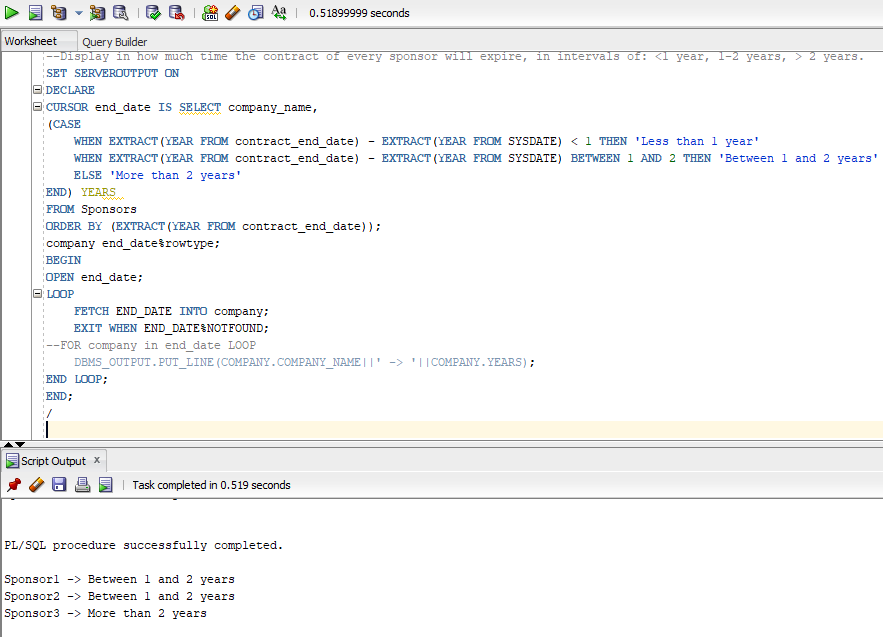 0.51899999 seconds
Worksheet Query Builder
--Display in how much time the contract of every sponsor will expire, in intervals of: <1 year, 1-2 years, > 2 years.
SET SERVEROUTPUT ON
DECLARE
CURSOR end_date IS SELECT company_name,
(CASE
WHEN EXTRACT(YEAR FROM contract_end_date) - EXTRACT(YEAR FROM SYSDATE) < 1 THEN 'Less than 1 year'
WHEN EXTRACT(YEAR FROM contract_end_date) - EXTRACT(YEAR FROM SYSDATE) BETWEEN 1 AND 2 THEN 'Between 1 and 2 years'
ELSE 'More than 2 years'
END) YEARS
FROM Sponsors
ORDER BY (EXTRACT(YEAR FROM contract_end_date));
company end_date%rowtype;
BEGIN
OPEN end_date;
LOOP
FETCH END_DATE INTO company;
EXIT WHEN END_DATE%NOTFOUND;
--FOR company in end_date LOOP
DBMS_OUTPUT.PUT_LINE(COMPANY.COMPANY_NAME||' -> '||COMPANY.YEARS);
END LOOP;
END;
/
Script Output x
Task completed in 0.519 seconds
PL/SQL procedure successfully completed.
Sponsor1 -> Between 1 and 2 years
Sponsor2 -> Between 1 and 2 years
Sponsor3 -> More than 2 years